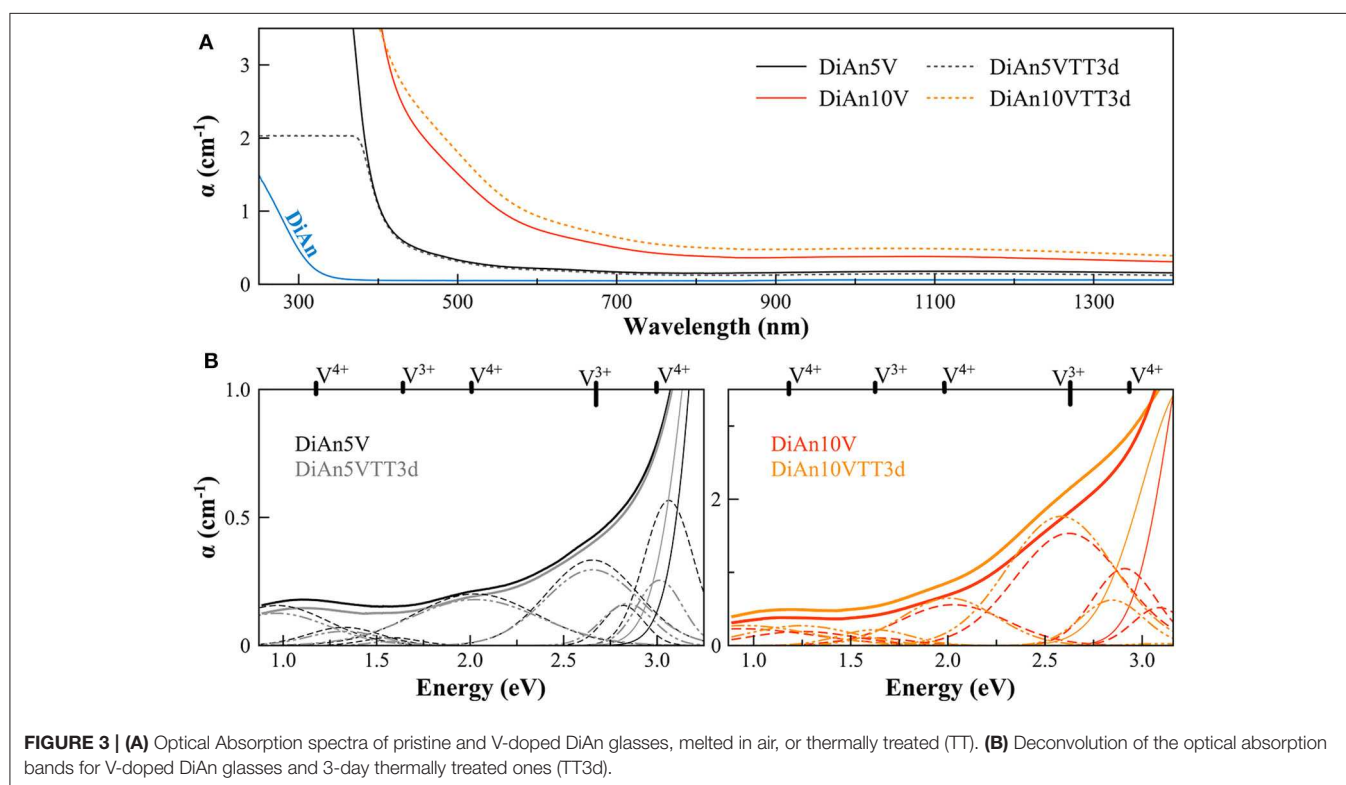 A
3
2
1
0
α (cm⁻¹)
DiAn
DiAn5V
DiAn10V
DiAn5VTT3d
DiAn10VTT3d
300 500 700 900 1100 1300
Wavelength (nm)
B
V⁴⁺ V³⁺ V⁴⁺ V³⁺ V⁴⁺
1.0
0.5
0
α (cm⁻¹)
DiAn5V
DiAn5VTT3d
1.0 1.5 2.0 2.5 3.0
Energy (eV)
V⁴⁺ V³⁺ V⁴⁺ V³⁺ V⁴⁺
2
0
DiAn10V
DiAn10VTT3d
1.0 1.5 2.0 2.5 3.0
Energy (eV)
FIGURE 3 | (A) Optical Absorption spectra of pristine and V-doped DiAn glasses, melted in air, or thermally treated (TT). (B) Deconvolution of the optical absorption
bands for V-doped DiAn glasses and 3-day thermally treated ones (TT3d).